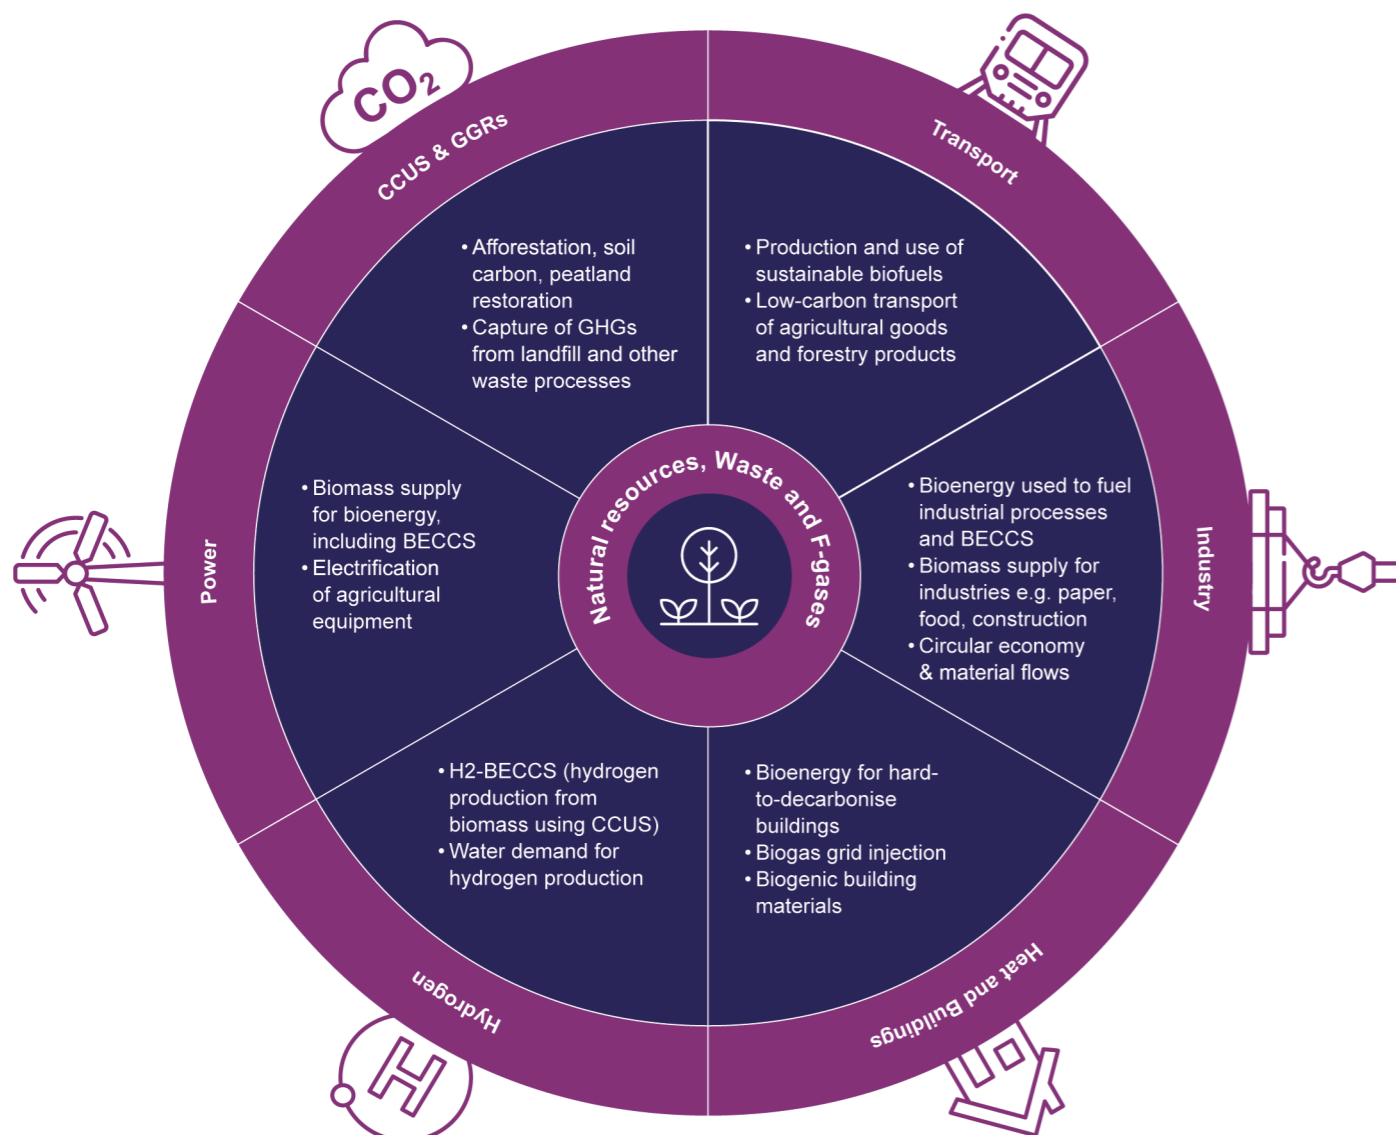 CO₂
CCUS & GGRs
• Afforestation, soil
carbon, peatland
restoration
• Capture of GHGs
from landfill and other
waste processes
Transport
• Production and use of
sustainable biofuels
• Low-carbon transport
of agricultural goods
and forestry products
Power
• Biomass supply
for bioenergy,
including BECCS
• Electrification
of agricultural
equipment
Natural resources, Waste and F-gases
Industry
• Bioenergy used to fuel
industrial processes
and BECCS
• Biomass supply for
industries e.g. paper,
food, construction
• Circular economy
& material flows
Hydrogen
• H2-BECCS (hydrogen
production from
biomass using CCUS)
• Water demand for
hydrogen production
H
Heat and Buildings
• Bioenergy for hard-
to-decarbonise
buildings
• Biogas grid injection
• Biogenic building
materials